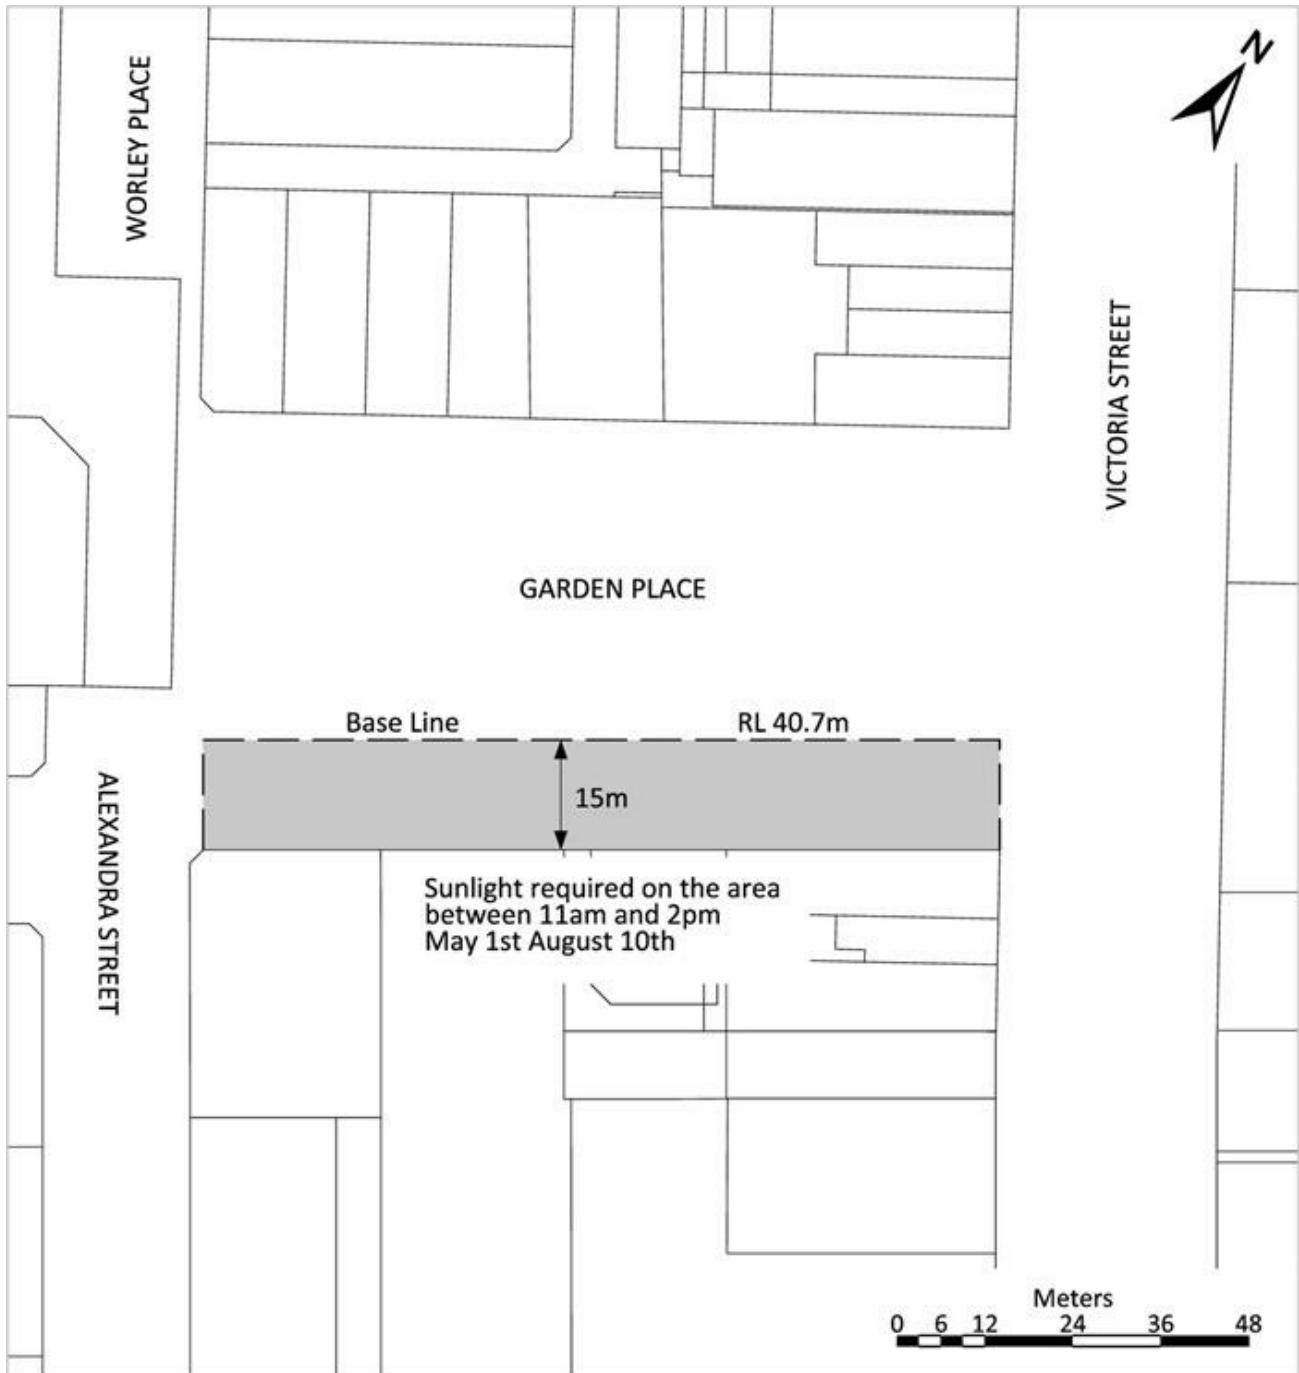 N
WORLEY PLACE
VICTORIA STREET
GARDEN PLACE
Base Line
RL 40.7m
15m
ALEXANDRA STREET
Sunlight required on the area
between 11am and 2pm
May 1st August 10th
Meters
0 6 12 24 36 48